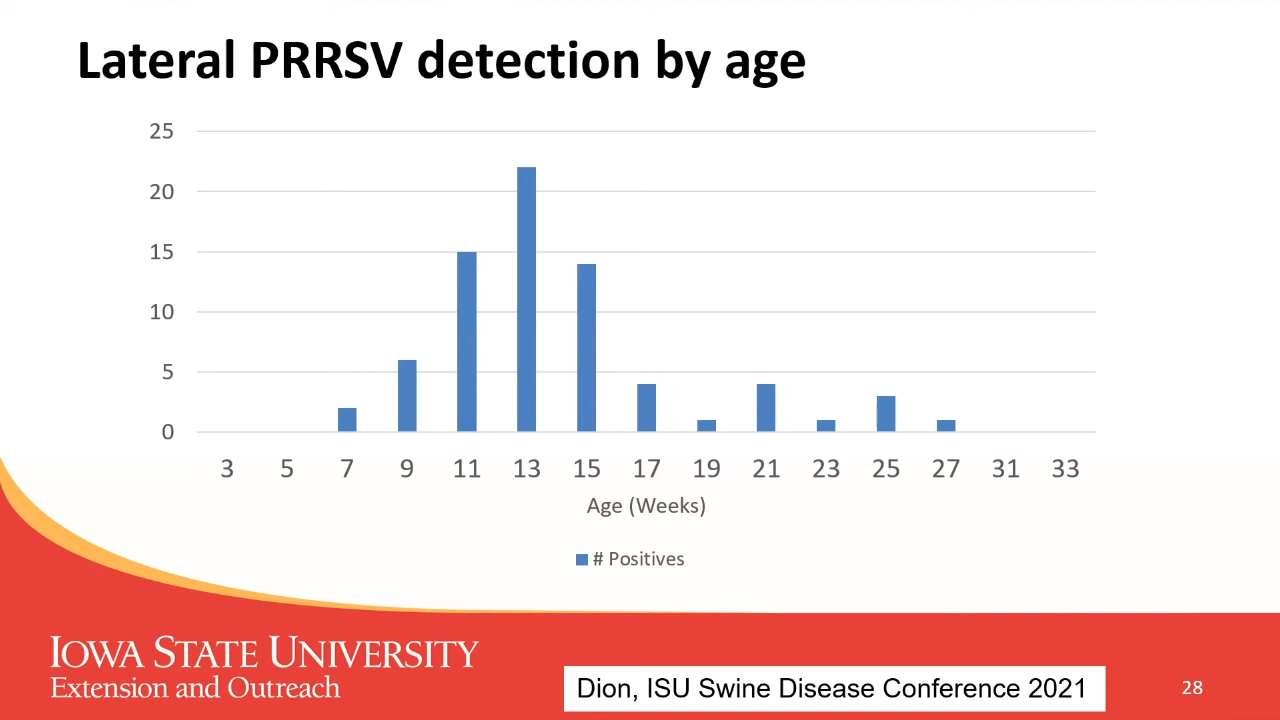 Lateral PRRSV detection by age
25
20
15
10
5
0
3 5 7 9 11 13 15 17 19 21 23 25 27 31 33
Age (Weeks)
# Positives
IOWA STATE UNIVERSITY
Extension and Outreach
Dion, ISU Swine Disease Conference 2021
28